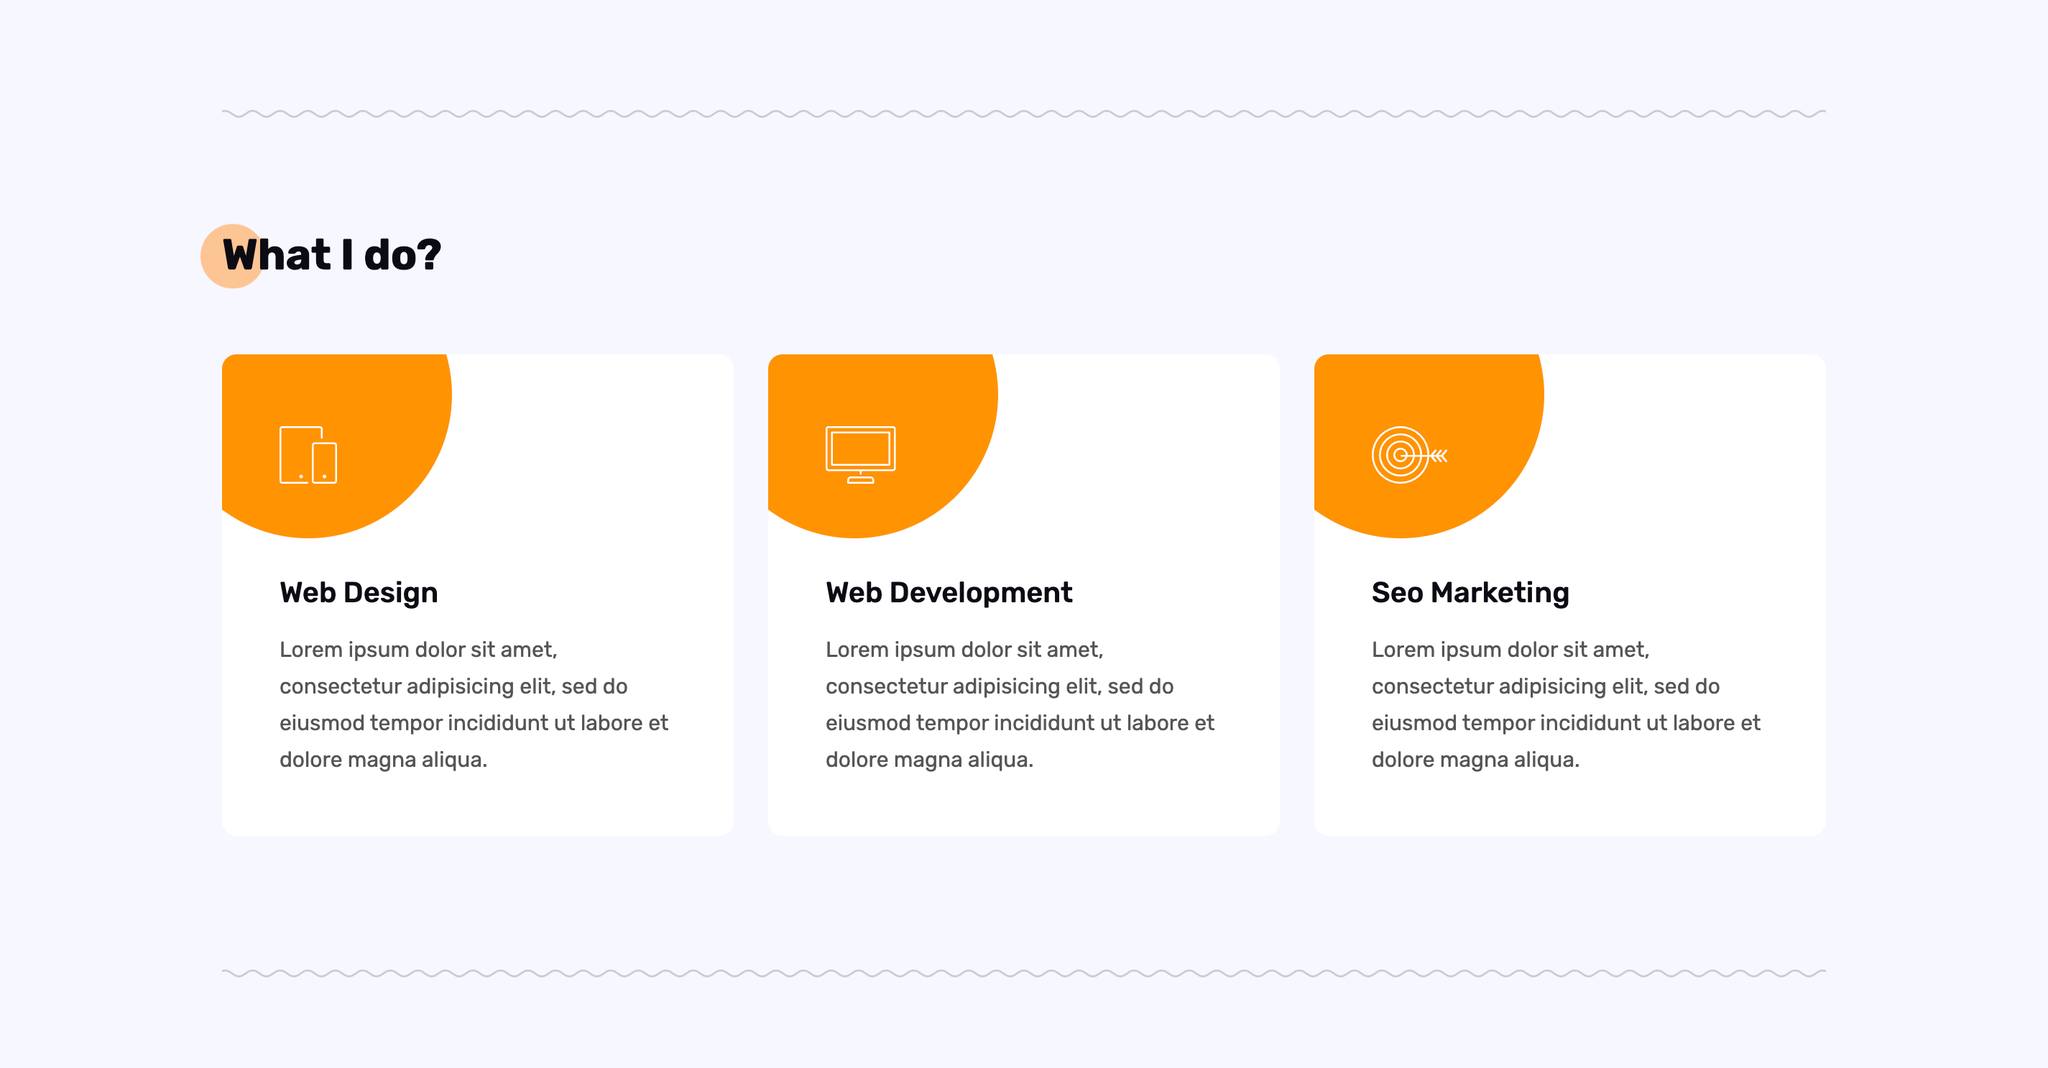 What I do?
Web Design
Lorem ipsum dolor sit amet,
consectetur adipisicing elit, sed do
eiusmod tempor incididunt ut labore et
dolore magna aliqua.
Web Development
Lorem ipsum dolor sit amet,
consectetur adipisicing elit, sed do
eiusmod tempor incididunt ut labore et
dolore magna aliqua.
Seo Marketing
Lorem ipsum dolor sit amet,
consectetur adipisicing elit, sed do
eiusmod tempor incididunt ut labore et
dolore magna aliqua.